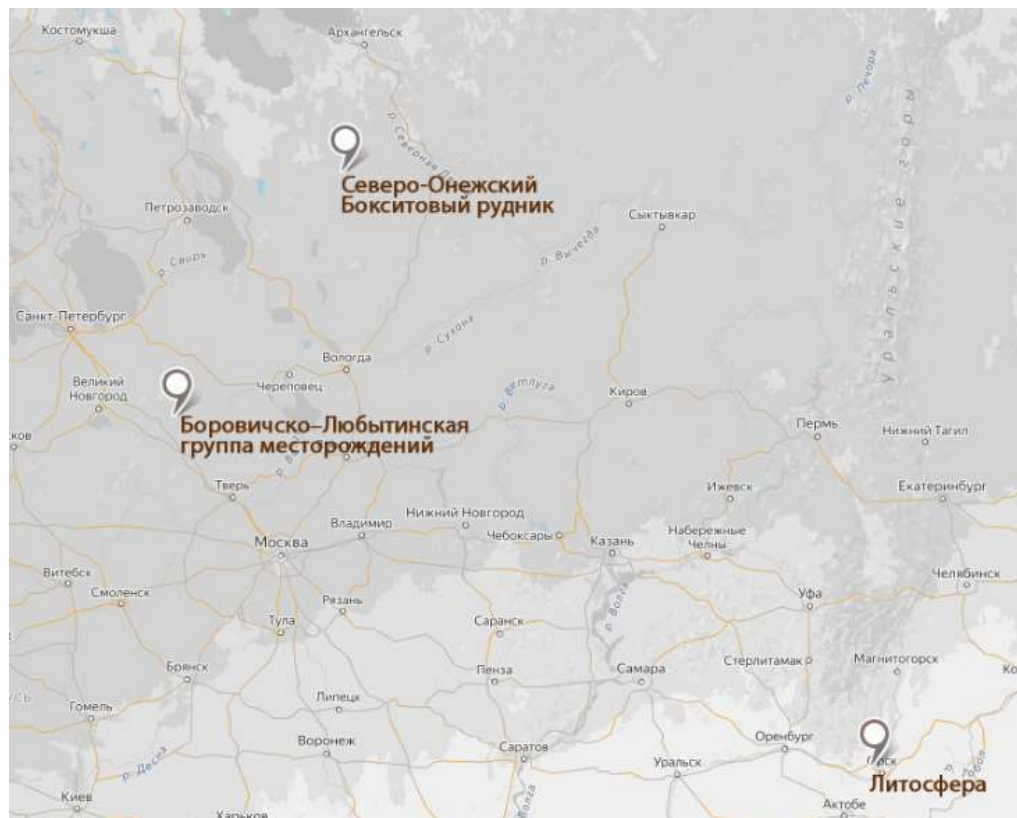 Костомукша
Архангельск
р. Печора
Уральские горы
р. Северная
Северо-Онежский
Бокситовый рудник
Петрозаводск
Сыктывкар
р. Вычегда
р. Свирь
Санкт-Петербург
р. Сухона
Вологда
Череповец
Великий
Новгород
р. Ветлуга
Киров
Боровичско–Любытинская
группа месторождений
Пермь
Нижний Тагил
Тверь
Ижевск
Екатеринбург
Нижний Новгород
Владимир
Чебоксары
Казань
Набережные
Челны
Москва
Витебск
Смоленск
Челябинск
Рязань
р. Волга
Уфа
Тула
Саранск
Брянск
Пенза
Самара
Стерлитамак
Магнитогорск
Гомель
Липецк
Воронеж
Саратов
Оренбург
Уральск
р. Десна
Литосфера
Киев
Харьков
Волга
Актобе